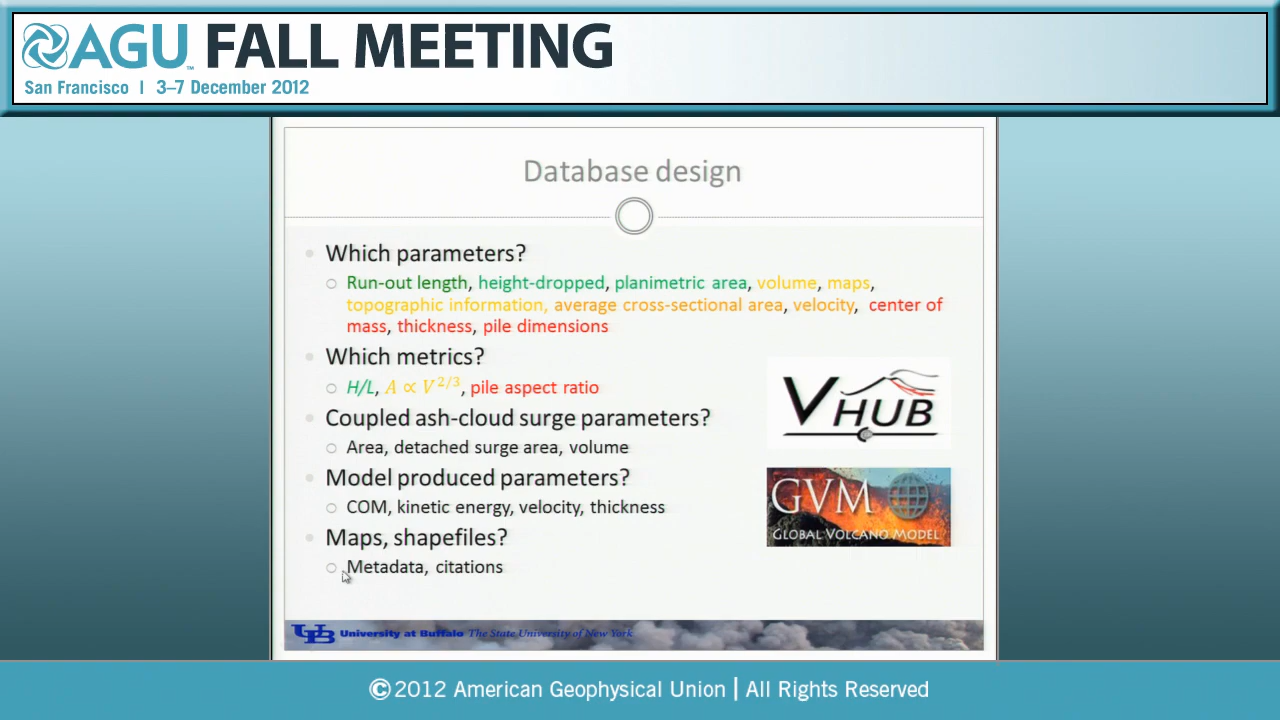 AGU FALL MEETING
San Francisco | 3–7 December 2012
Database design
Which parameters?
Run-out length, height-dropped, planimetric area, volume, maps,
topographic information, average cross-sectional area, velocity, center of
mass, thickness, pile dimensions
Which metrics?
H/L, A ∝ V^2/3, pile aspect ratio
Coupled ash-cloud surge parameters?
Area, detached surge area, volume
Model produced parameters?
COM, kinetic energy, velocity, thickness
Maps, shapefiles?
Metadata, citations
VHUB
GVM
GLOBAL VOLCANO MODEL
UB University at Buffalo The State University of New York
©2012 American Geophysical Union | All Rights Reserved